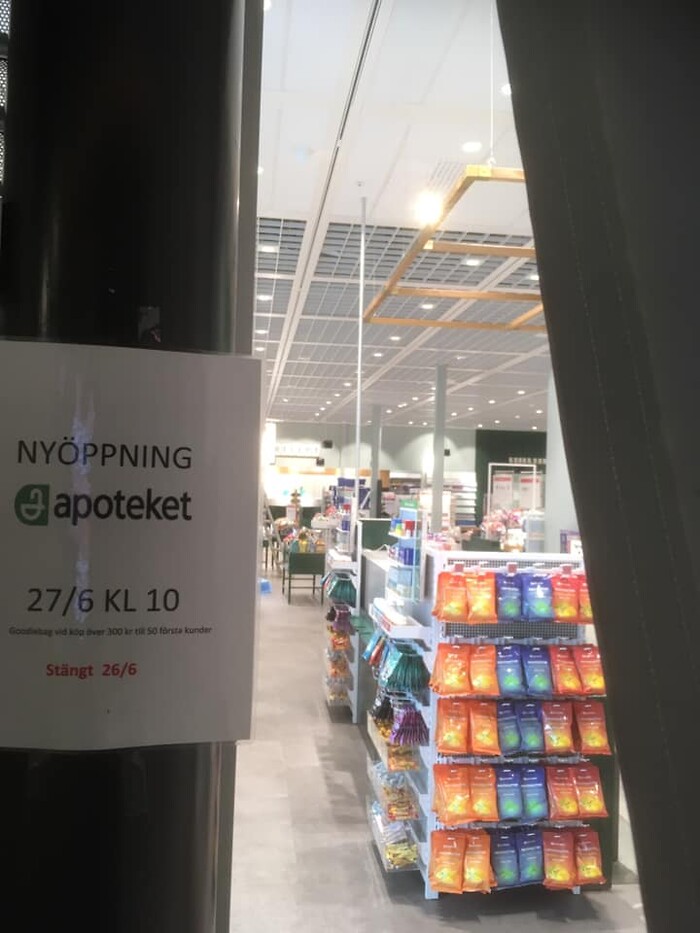 NYÖPPNING
apoteket
27/6 KL 10
Goodiebag vid köp över 300 kr till 50 första kunder
Stängt 26/6